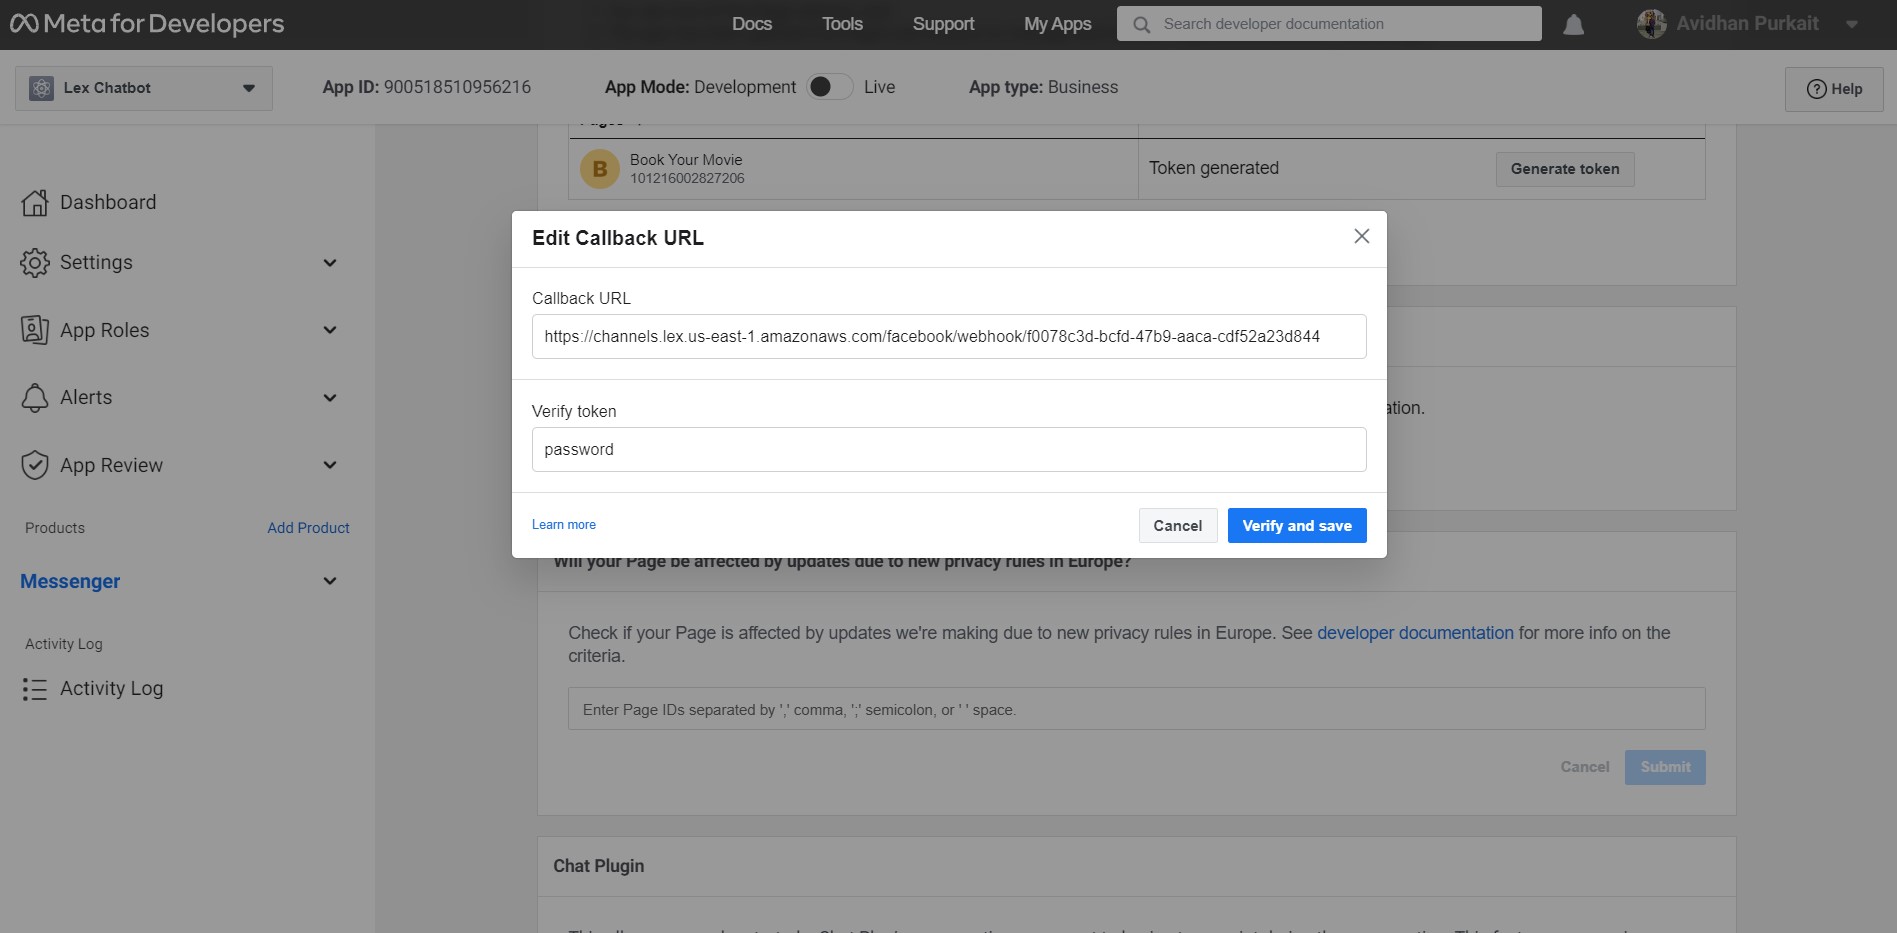 Meta for Developers
Docs
Tools
Support
My Apps
Search developer documentation
Avidhan Purkait
Lex Chatbot
App ID: 900518510956216
App Mode: Development
Live
App type: Business
Help
Dashboard
Settings
App Roles
Alerts
App Review
Products
Add Product
Messenger
Activity Log
Activity Log
Pages
B
Book Your Movie
101216002827206
Token generated
Generate token
Edit Callback URL
Callback URL
https://channels.lex.us-east-1.amazonaws.com/facebook/webhook/f0078c3d-bcfd-47b9-aaca-cdf52a23d844
Verify token
password
Learn more
Cancel
Verify and save
ation.
Will your Page be affected by updates due to new privacy rules in Europe?
Check if your Page is affected by updates we're making due to new privacy rules in Europe. See developer documentation for more info on the
criteria.
Enter Page IDs separated by ',' comma, ';' semicolon, or ' ' space.
Cancel
Submit
Chat Plugin